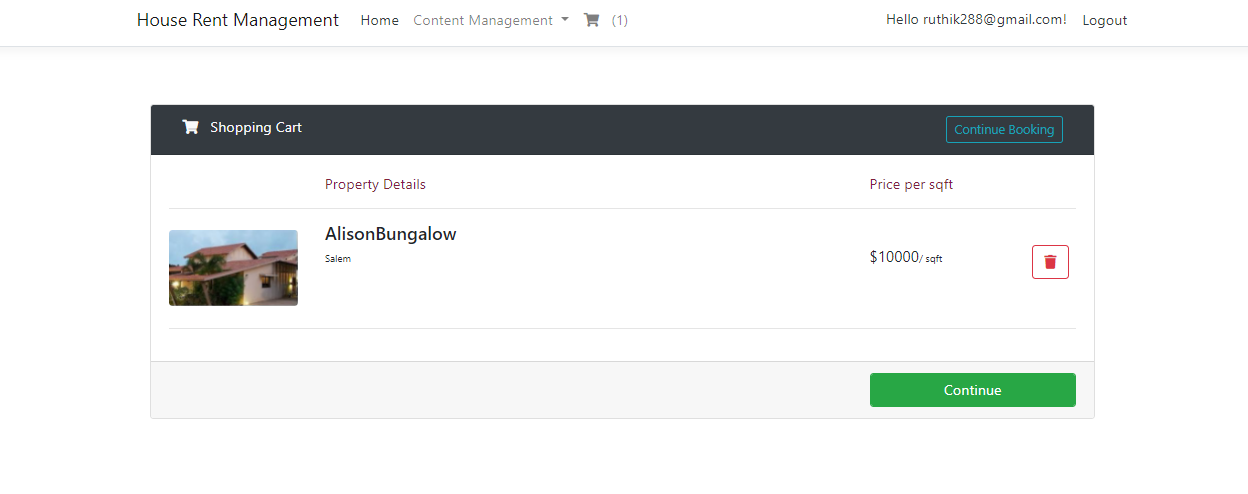 House Rent Management Home Content Management (1) Hello ruthik288@gmail.com! Logout
Shopping Cart Continue Booking
Property Details Price per sqft
AlisonBungalow
Salem
$10000/ sqft
Continue